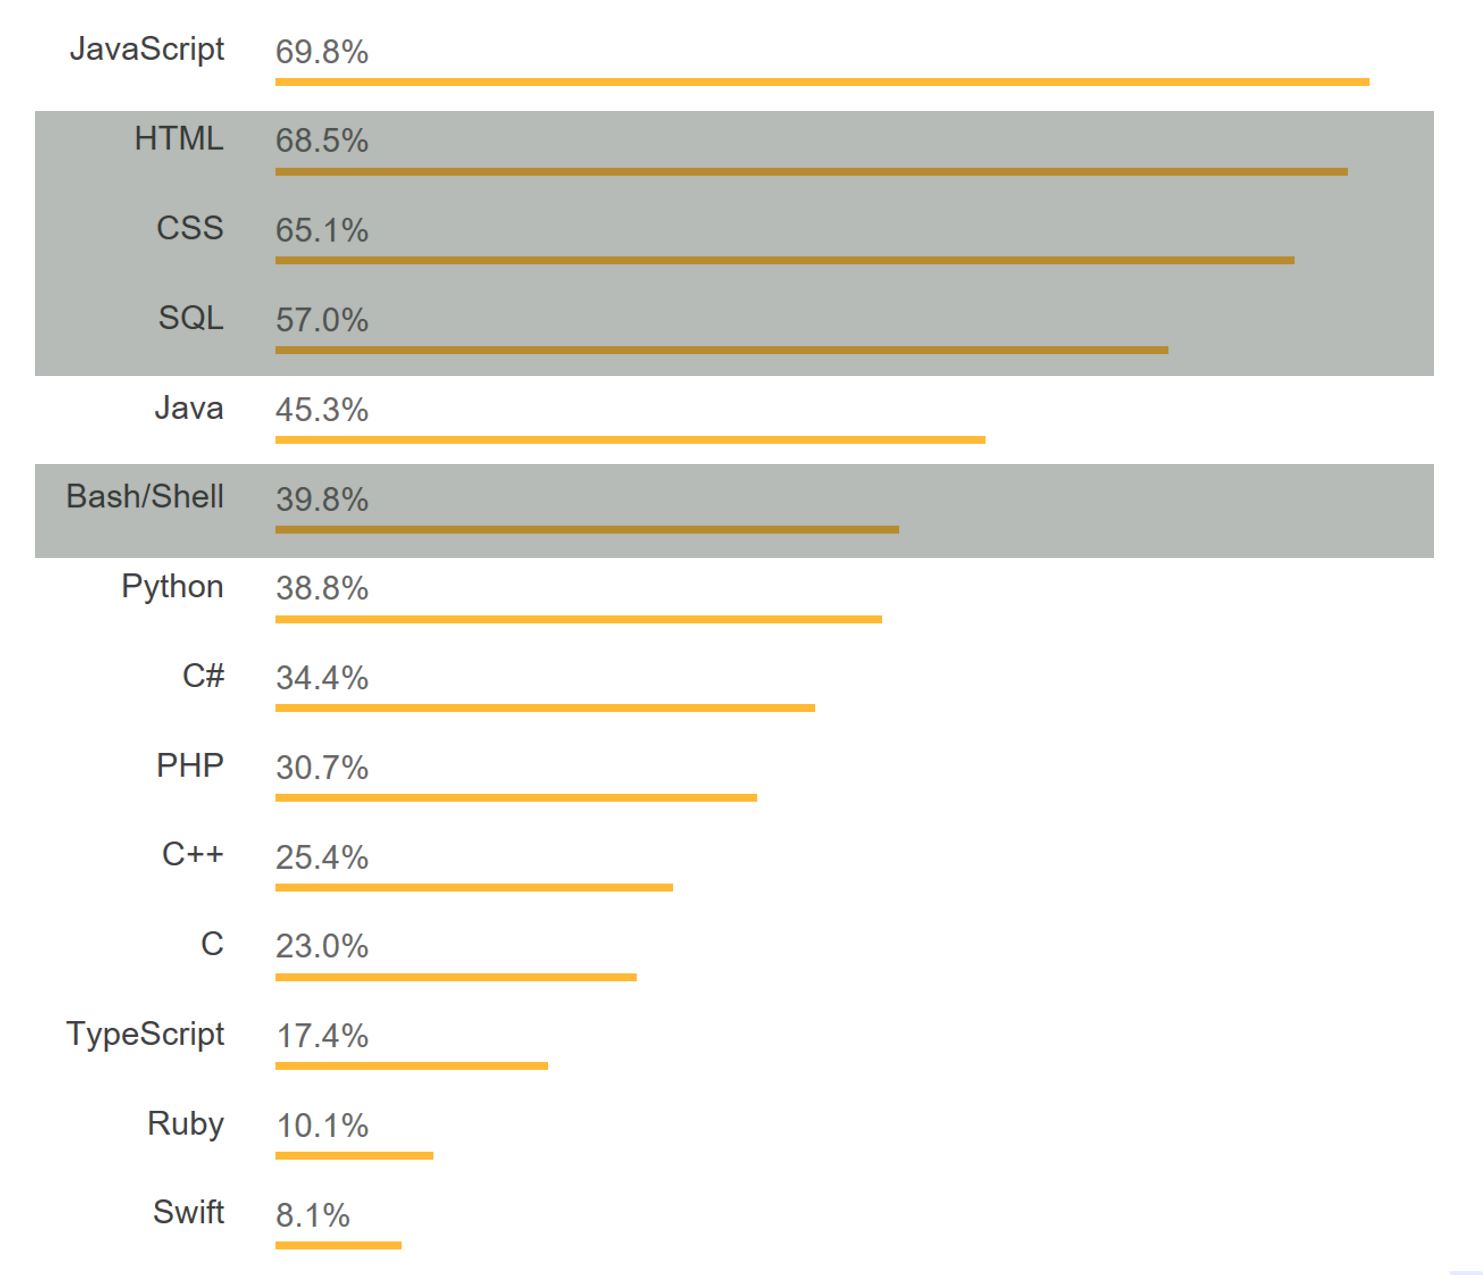 JavaScript 69.8%
HTML 68.5%
CSS 65.1%
SQL 57.0%
Java 45.3%
Bash/Shell 39.8%
Python 38.8%
C# 34.4%
PHP 30.7%
C++ 25.4%
C 23.0%
TypeScript 17.4%
Ruby 10.1%
Swift 8.1%